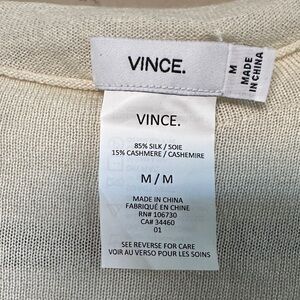 VINCE.
M
MADE
IN CHINA
VINCE.
85% SILK / SOIE
15% CASHMERE / CASHEMIRE
M / M
MADE IN CHINA
FABRIQUÉ EN CHINE
RN# 106730
CA# 34460
01
SEE REVERSE FOR CARE
VOIR AU VERSO POUR LES SOINS